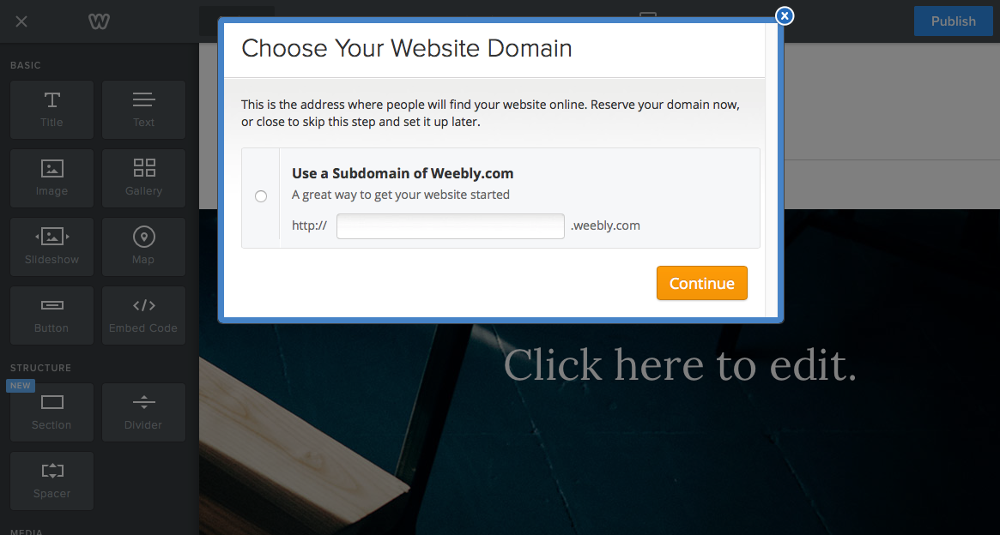 Publish
Choose Your Website Domain
This is the address where people will find your website online. Reserve your domain now,
or close to skip this step and set it up later.
Use a Subdomain of Weebly.com
A great way to get your website started
http://
.weebly.com
Continue
BASIC
Title
Text
Image
Gallery
Slideshow
Map
Button
Embed Code
STRUCTURE
NEW
Section
Divider
Spacer
MEDIA
Click here to edit.